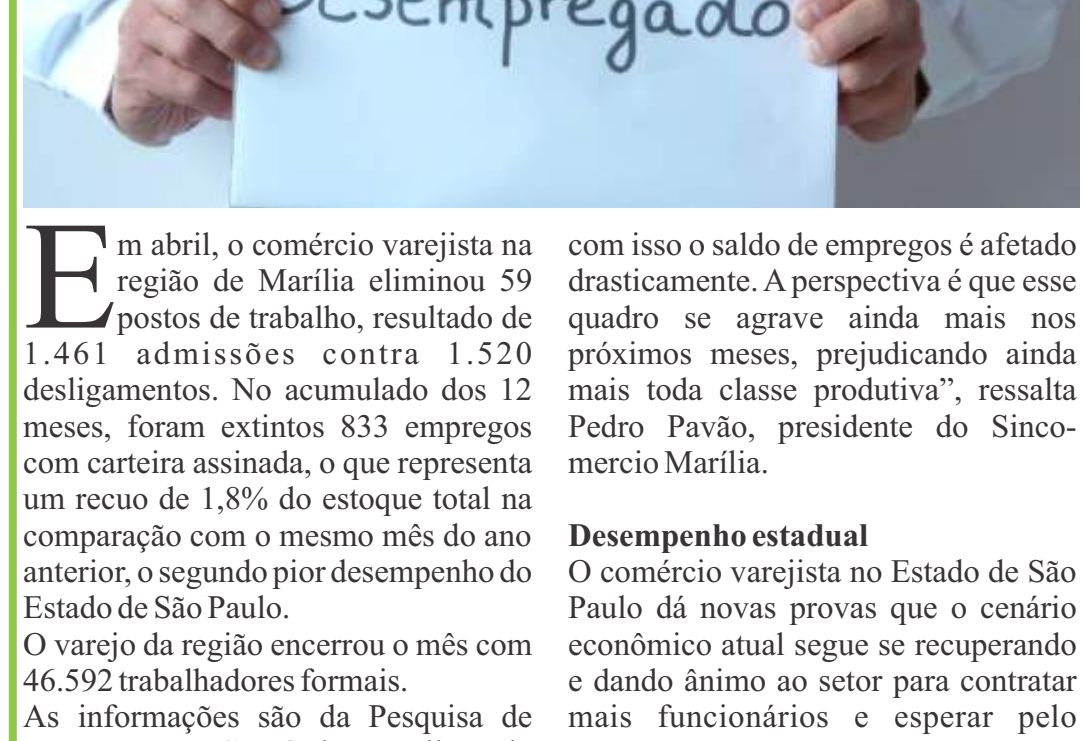 Desempregado
Em abril, o comércio varejista na
região de Marília eliminou 59
postos de trabalho, resultado de
1.461 admissões contra 1.520
desligamentos. No acumulado dos 12
meses, foram extintos 833 empregos
com carteira assinada, o que representa
um recuo de 1,8% do estoque total na
comparação com o mesmo mês do ano
anterior, o segundo pior desempenho do
Estado de São Paulo.
O varejo da região encerrou o mês com
46.592 trabalhadores formais.
As informações são da Pesquisa de
com isso o saldo de empregos é afetado
drasticamente. A perspectiva é que esse
quadro se agrave ainda mais nos
próximos meses, prejudicando ainda
mais toda classe produtiva”, ressalta
Pedro Pavão, presidente do Sinco-
mercio Marília.
Desempenho estadual
O comércio varejista no Estado de São
Paulo dá novas provas que o cenário
econômico atual segue se recuperando
e dando ânimo ao setor para contratar
mais funcionários e esperar pelo